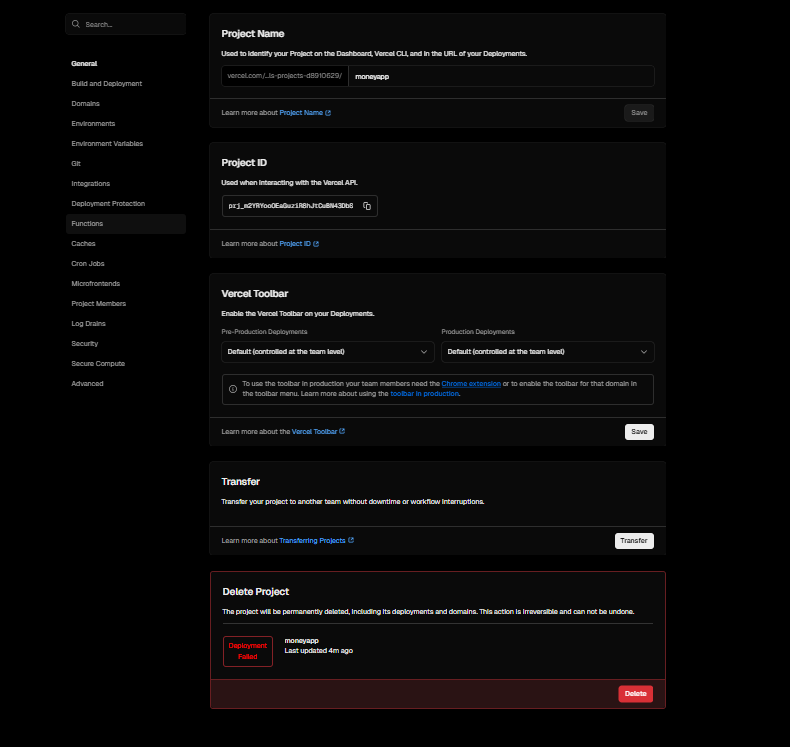 Search...
General
Build and Deployment
Domains
Environments
Environment Variables
Git
Integrations
Deployment Protection
Functions
Caches
Cron Jobs
Microfrontends
Project Members
Log Drains
Security
Secure Compute
Advanced
Project Name
Used to identify your Project on the Dashboard, Vercel CLI, and in the URL of your Deployments.
vercel.com/...ls-projects-d8910629/ moneyapp
Learn more about Project Name
Save
Project ID
Used when interacting with the Vercel API.
Learn more about Project ID
Vercel Toolbar
Enable the Vercel Toolbar on your Deployments.
Pre-Production Deployments
Default (controlled at the team level)
Production Deployments
Default (controlled at the team level)
To use the toolbar in production your team members need the Chrome extension or to enable the toolbar for that domain in
the toolbar menu. Learn more about using the toolbar in production.
Learn more about the Vercel Toolbar
Save
Transfer
Transfer your project to another team without downtime or workflow interruptions.
Learn more about Transferring Projects
Transfer
Delete Project
The project will be permanently deleted, including its deployments and domains. This action is irreversible and can not be undone.
Deployment
Failed
moneyapp
Last updated 4m ago
Delete